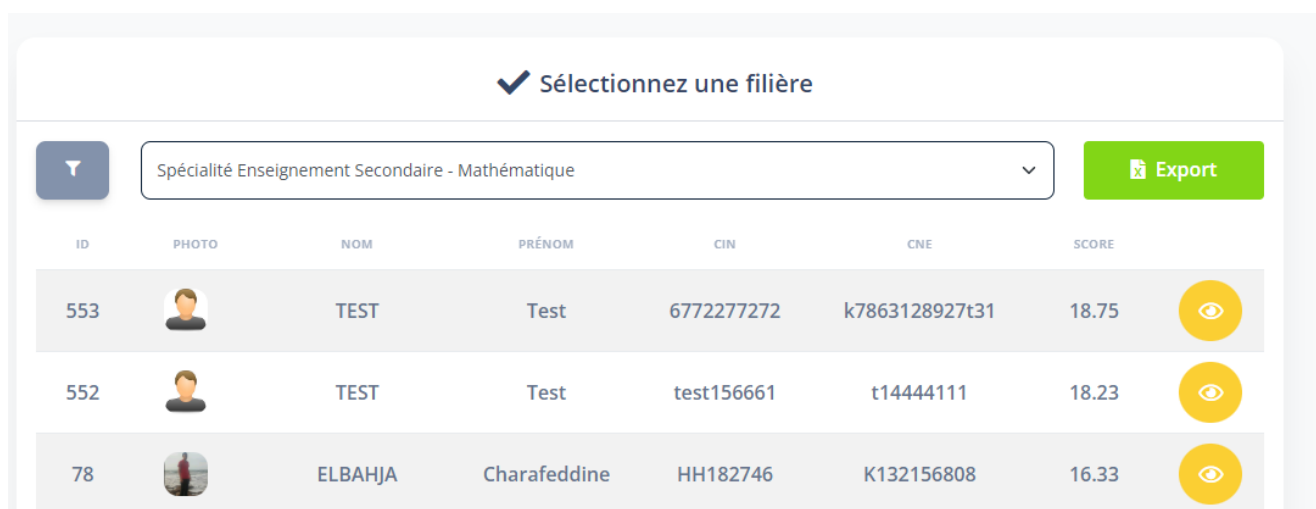 Sélectionnez une filière
Spécialité Enseignement Secondaire - Mathématique
Export
ID PHOTO NOM PRÉNOM CIN CNE SCORE
553 TEST Test 6772277272 k7863128927t31 18.75
552 TEST Test test156661 t14444111 18.23
78 ELBAHJA Charafeddine HH182746 K132156808 16.33